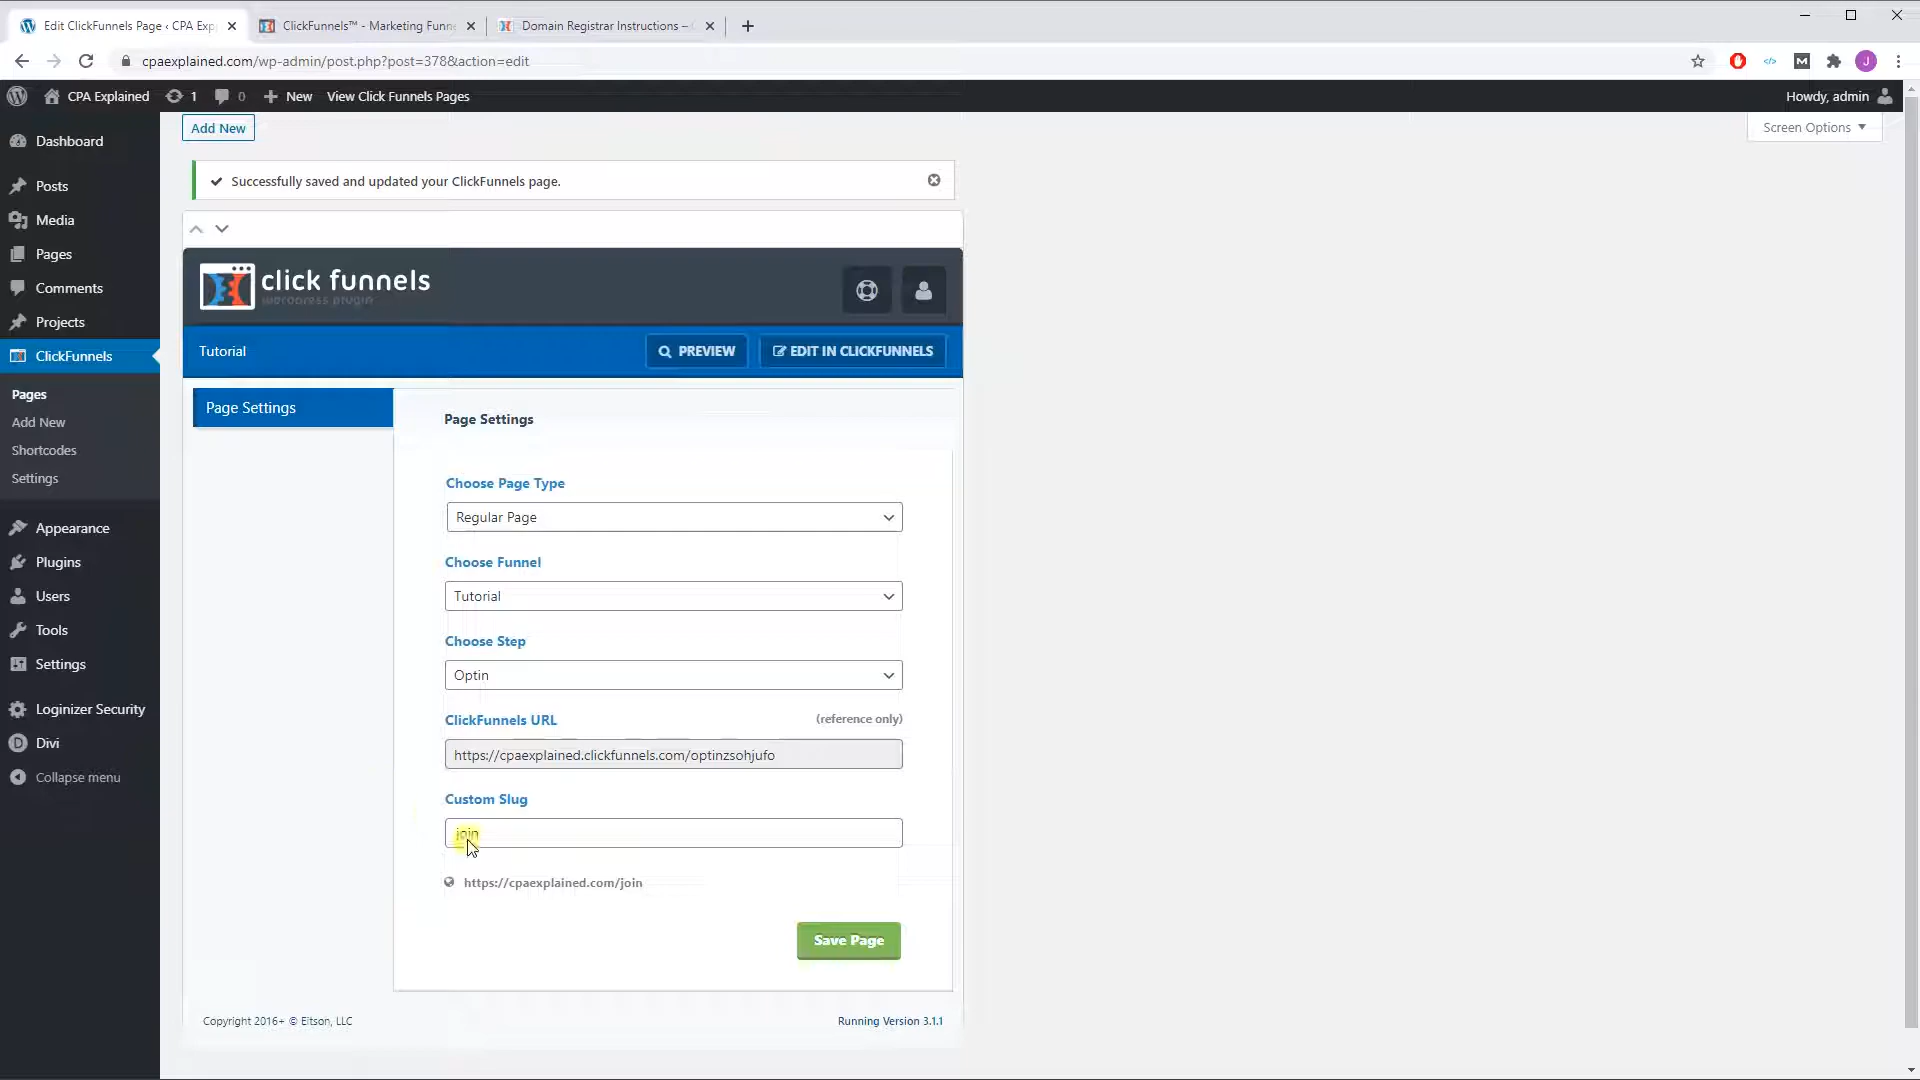 Edit ClickFunnels Page ‹ CPA Exp
ClickFunnels™ - Marketing Funne
Domain Registrar Instructions –
cpaexplained.com/wp-admin/post.php?post=378&action=edit
CPA Explained
1
0
New
View Click Funnels Pages
Howdy, admin
Dashboard
Posts
Media
Pages
Comments
Projects
ClickFunnels
Pages
Add New
Shortcodes
Settings
Appearance
Plugins
Users
Tools
Settings
Loginizer Security
Divi
Collapse menu
Add New
Screen Options
Successfully saved and updated your ClickFunnels page.
click funnels
wordpress plugin
Tutorial
PREVIEW
EDIT IN CLICKFUNNELS
Page Settings
Page Settings
Choose Page Type
Regular Page
Choose Funnel
Tutorial
Choose Step
Optin
ClickFunnels URL
(reference only)
https://cpaexplained.clickfunnels.com/optinzsohjufo
Custom Slug
join
https://cpaexplained.com/join
Save Page
Copyright 2016+ © Eitson, LLC
Running Version 3.1.1